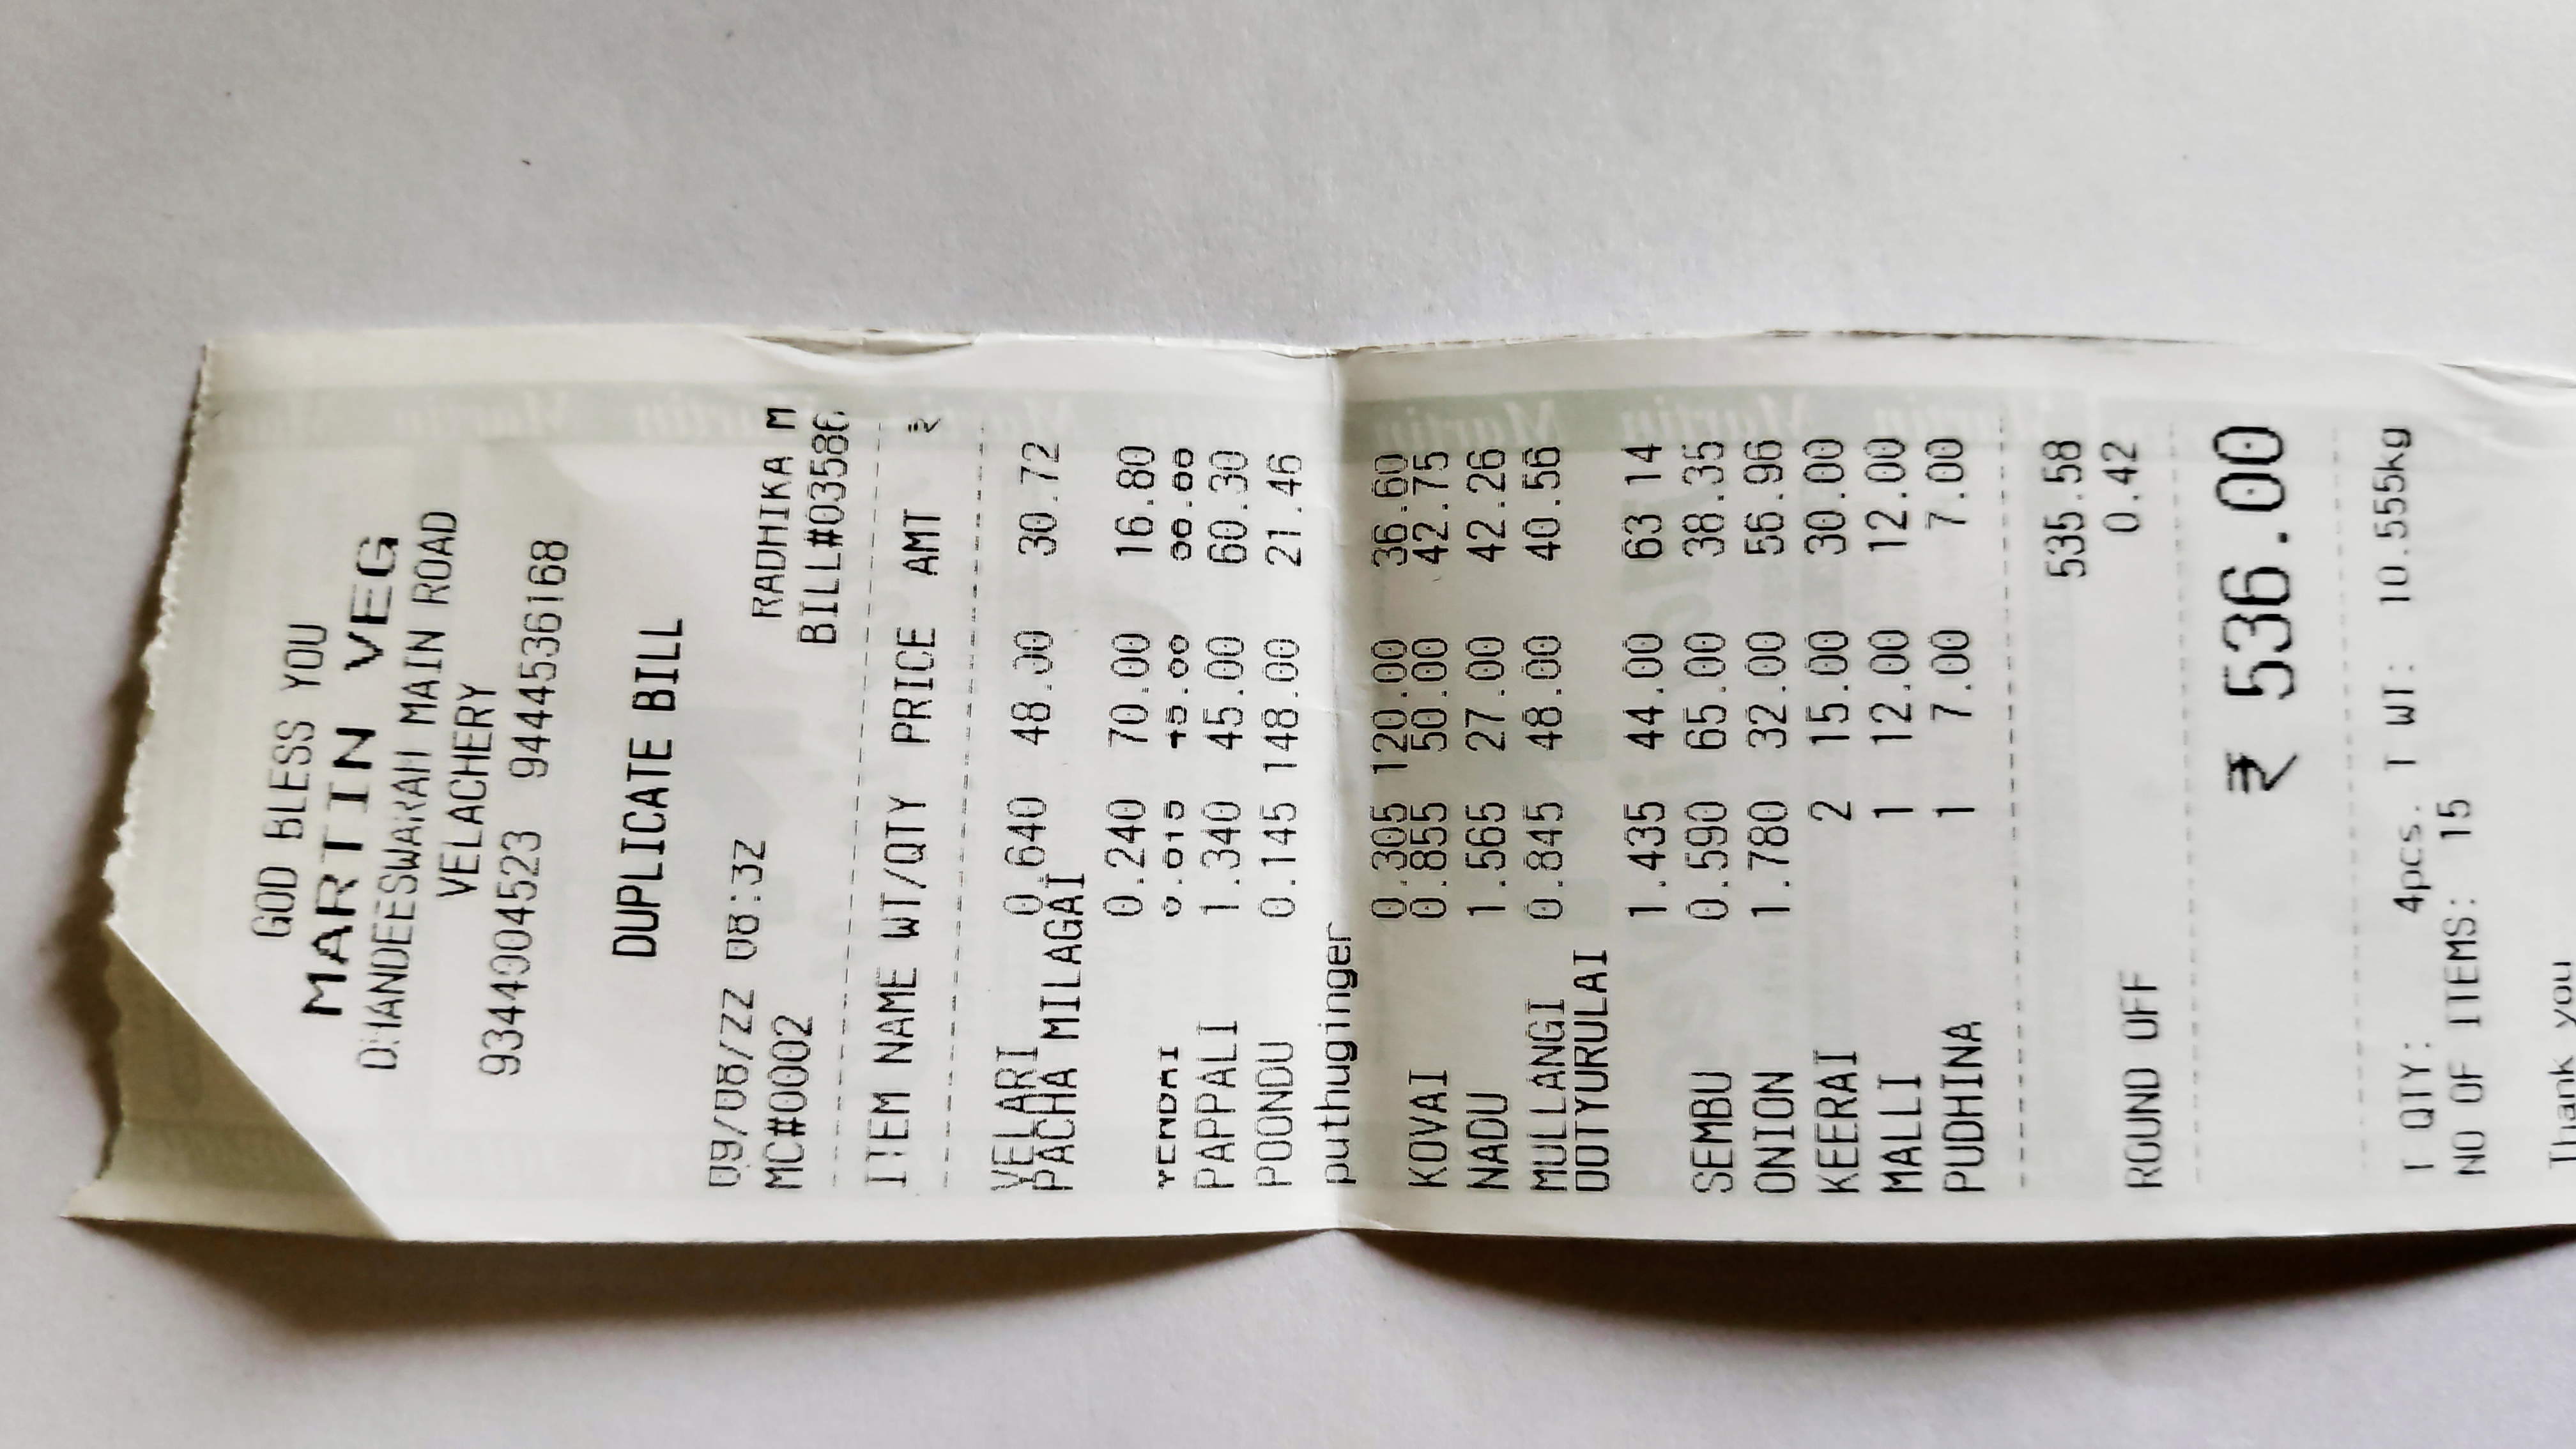 GOD BLESS YOU
MARTIN VEG
DHANDEESWARAM MAIN ROAD
VELACHERY
9444536168
DUPLICATE BILL
09/08/22 08:32 RADHIKA M
MC#0002 BILL#03586
ITEM NAME WT/QTY PRICE AMT ₹
VELARI 0.640 48.00 30.72
PACHA MILAGAI
0.240 70.00 16.80
VENDAI 0.815 45.00 36.68
PAPPALI 1.340 45.00 60.30
POONDU 0.145 148.00 21.46
puthuginger
0.305 120.00 36.60
KOVAI 0.855 50.00 42.75
NADU 1.565 27.00 42.26
MULLANGI 0.845 48.00 40.56
OOTYURULAI
1.435 44.00 63 14
SEMBU 0.590 65.00 38.35
ONION 1.780 32.00 56.96
KEERAI 2 15.00 30.00
MALLI 1 12.00 12.00
PUDHINA 1 7.00 7.00
535.58
ROUND OFF 0.42
₹ 536.00
T QTY: 4pcs. T WT: 10.555kg
NO OF ITEMS: 15
Thank you